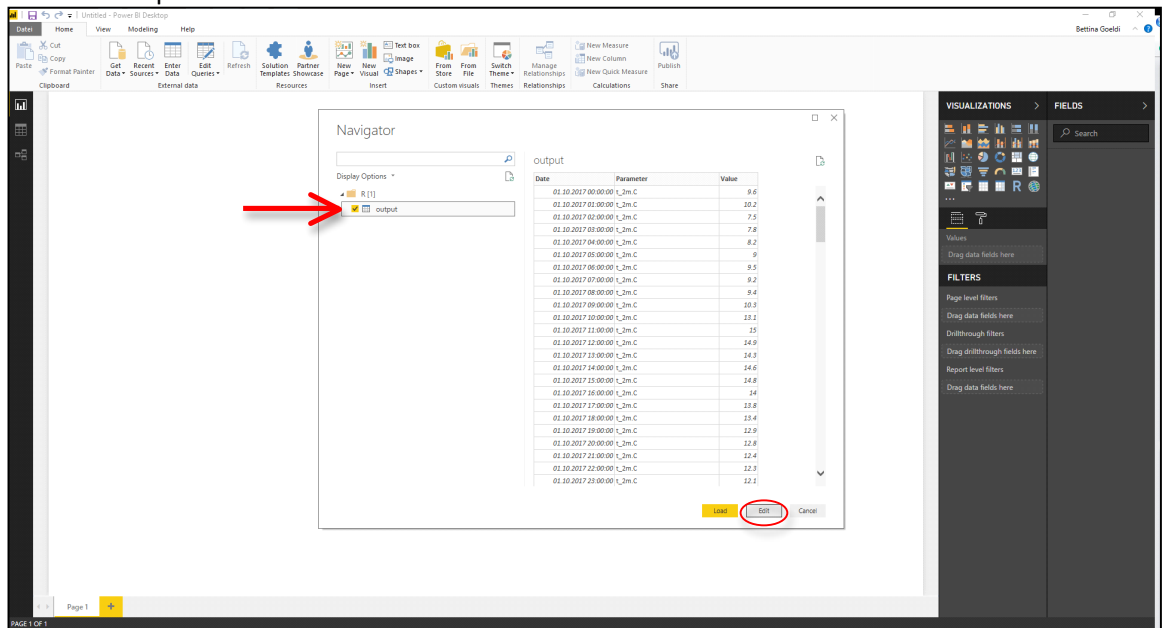 Untitled - Power BI Desktop
Datei Home View Modeling Help
Bettina Goeldi
Paste
Cut
Copy
Format Painter
Clipboard
Get Data
Recent Sources
Enter Data
Edit Queries
External data
Refresh
Solution Templates
Partner Showcase
Resources
New Page
New Visual
Text box
Image
Shapes
Insert
From Store
From File
Custom visuals
Switch Theme
Themes
Manage Relationships
Relationships
New Measure
New Column
New Quick Measure
Calculations
Publish
Share
Navigator
Display Options
R [1]
output
output
Date Parameter Value
01.10.2017 00:00:00 t_2m.C 9.6
01.10.2017 01:00:00 t_2m.C 10.2
01.10.2017 02:00:00 t_2m.C 7.5
01.10.2017 03:00:00 t_2m.C 7.8
01.10.2017 04:00:00 t_2m.C 8.2
01.10.2017 05:00:00 t_2m.C 9
01.10.2017 06:00:00 t_2m.C 9.5
01.10.2017 07:00:00 t_2m.C 9.2
01.10.2017 08:00:00 t_2m.C 9.4
01.10.2017 09:00:00 t_2m.C 10.3
01.10.2017 10:00:00 t_2m.C 13.1
01.10.2017 11:00:00 t_2m.C 15
01.10.2017 12:00:00 t_2m.C 14.9
01.10.2017 13:00:00 t_2m.C 14.3
01.10.2017 14:00:00 t_2m.C 14.6
01.10.2017 15:00:00 t_2m.C 14.8
01.10.2017 16:00:00 t_2m.C 14
01.10.2017 17:00:00 t_2m.C 13.8
01.10.2017 18:00:00 t_2m.C 13.4
01.10.2017 19:00:00 t_2m.C 12.9
01.10.2017 20:00:00 t_2m.C 12.8
01.10.2017 21:00:00 t_2m.C 12.4
01.10.2017 22:00:00 t_2m.C 12.3
01.10.2017 23:00:00 t_2m.C 12.1
Load Edit Cancel
VISUALIZATIONS
R
...
Values
Drag data fields here
FILTERS
Page level filters
Drag data fields here
Drillthrough filters
Drag drillthrough fields here
Report level filters
Drag data fields here
FIELDS
Search
Page 1
PAGE 1 OF 1